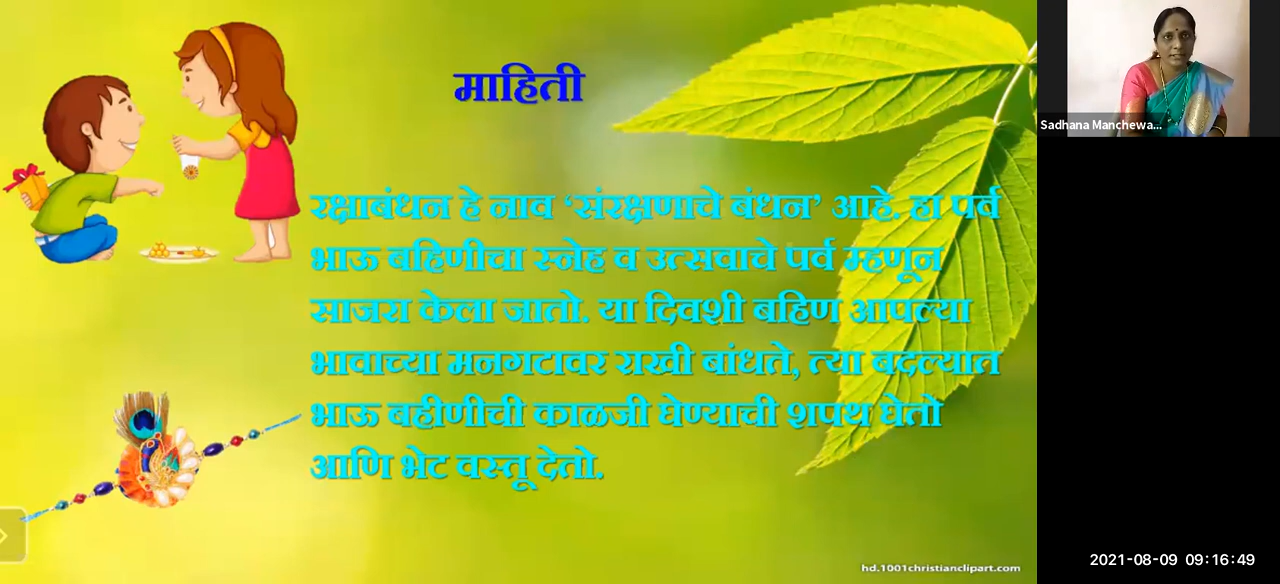 माहिती
रक्षाबंधन हे नाव ‘संरक्षणाचे बंधन’ आहे. हा पर्व
भाऊ बहिणीचा स्नेह व उत्सवाचे पर्व म्हणून
साजरा केला जातो. या दिवशी बहिण आपल्या
भावाच्या मनगटावर राखी बांधते, त्या बदल्यात
भाऊ बहीणीची काळजी घेण्याची शपथ घेतो
आणि भेट वस्तू देतो.
hd.1001christianclipart.com
Sadhana Manchewa...
2021-08-09 09:16:49